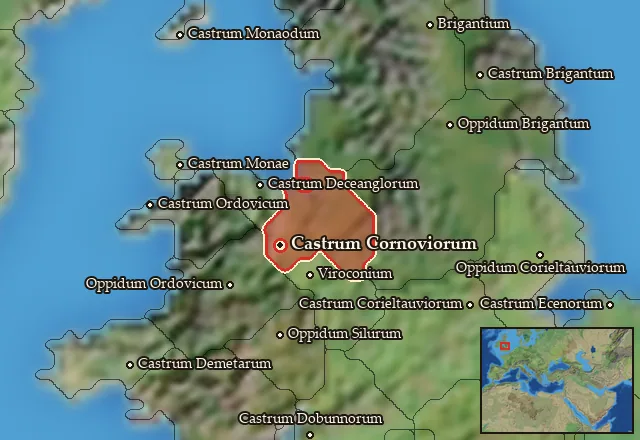 Brigantium
Castrum Monaodum
Castrum Brigantum
Oppidum Brigantum
Castrum Monae
Castrum Deceanglorum
Castrum Ordovicum
Castrum Cornoviorum
Oppidum Corieltauviorum
Viroconium
Oppidum Ordovicum
Castrum Corieltauviorum
Castrum Ecenorum
Oppidum Silurum
Castrum Demetarum
Castrum Dobunnorum